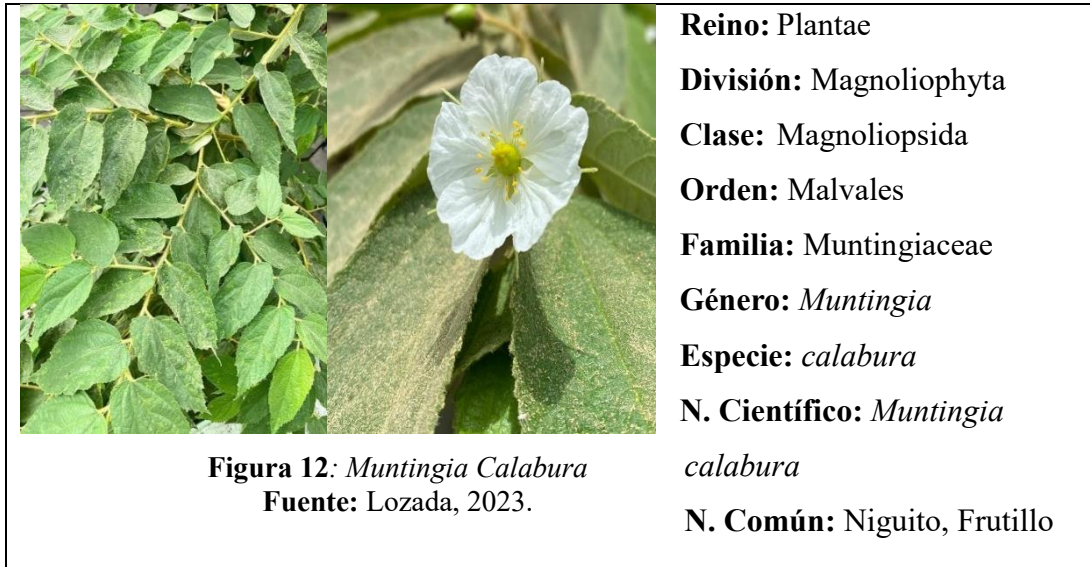 Reino: Plantae
División: Magnoliophyta
Clase: Magnoliopsida
Orden: Malvales
Familia: Muntingiaceae
Género: Muntingia
Especie: calabura
N. Científico: Muntingia
calabura
N. Común: Niguito, Frutillo
Figura 12: Muntingia Calabura
Fuente: Lozada, 2023.